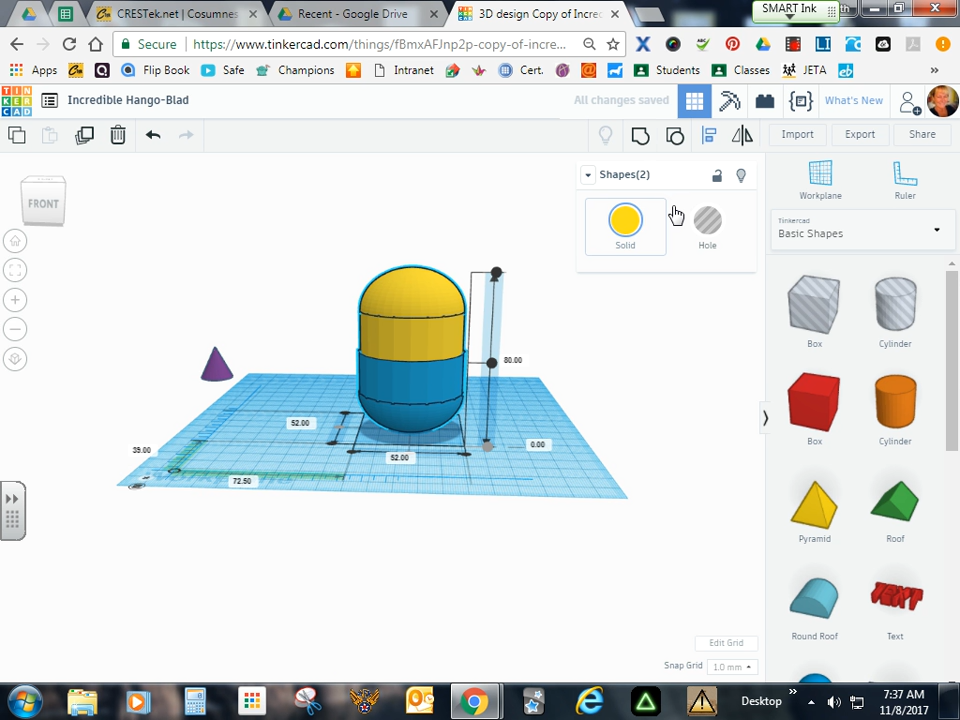 CRESTek.net | Cosumnes
Recent - Google Drive
3D design Copy of Incre
SMART Ink
th
Secure
https://www.tinkercad.com/things/fBmxAFJnp2p-copy-of-incre...
Apps
Flip Book
Safe
Champions
Intranet
Cert.
Students
Classes
JETA
eb
»
TIN
KER
CAD
Incredible Hango-Blad
All changes saved
What's New
Import
Export
Share
FRONT
Shapes(2)
Solid
Hole
Workplane
Ruler
Tinkercad
Basic Shapes
Box
Cylinder
Box
Cylinder
Pyramid
Roof
Round Roof
TEXT
Text
80.00
52.00
52.00
0.00
39.00
72.50
Edit Grid
Snap Grid
1.0 mm
Desktop
»
7:37 AM
11/8/2017